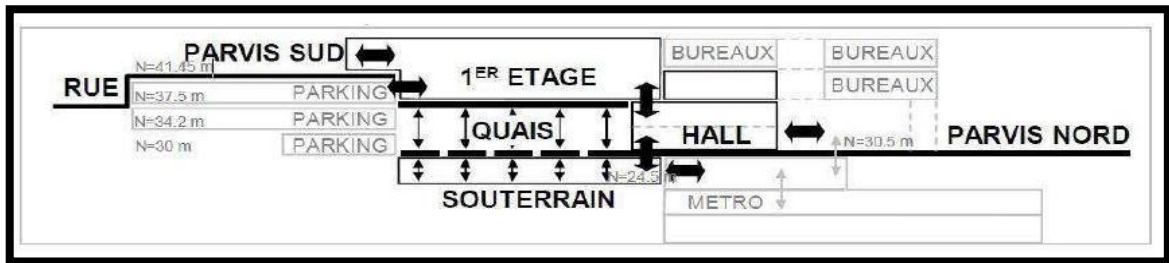 PARVIS SUD
BUREAUX BUREAUX
N=41.45 m
1ER ETAGE
RUE
N=37.5 m PARKING
BUREAUX
N=34.2 m PARKING
QUAIS HALL
N=30.5 m PARVIS NORD
N=30 m PARKING
N=24.5 m
SOUTERRAIN
METRO